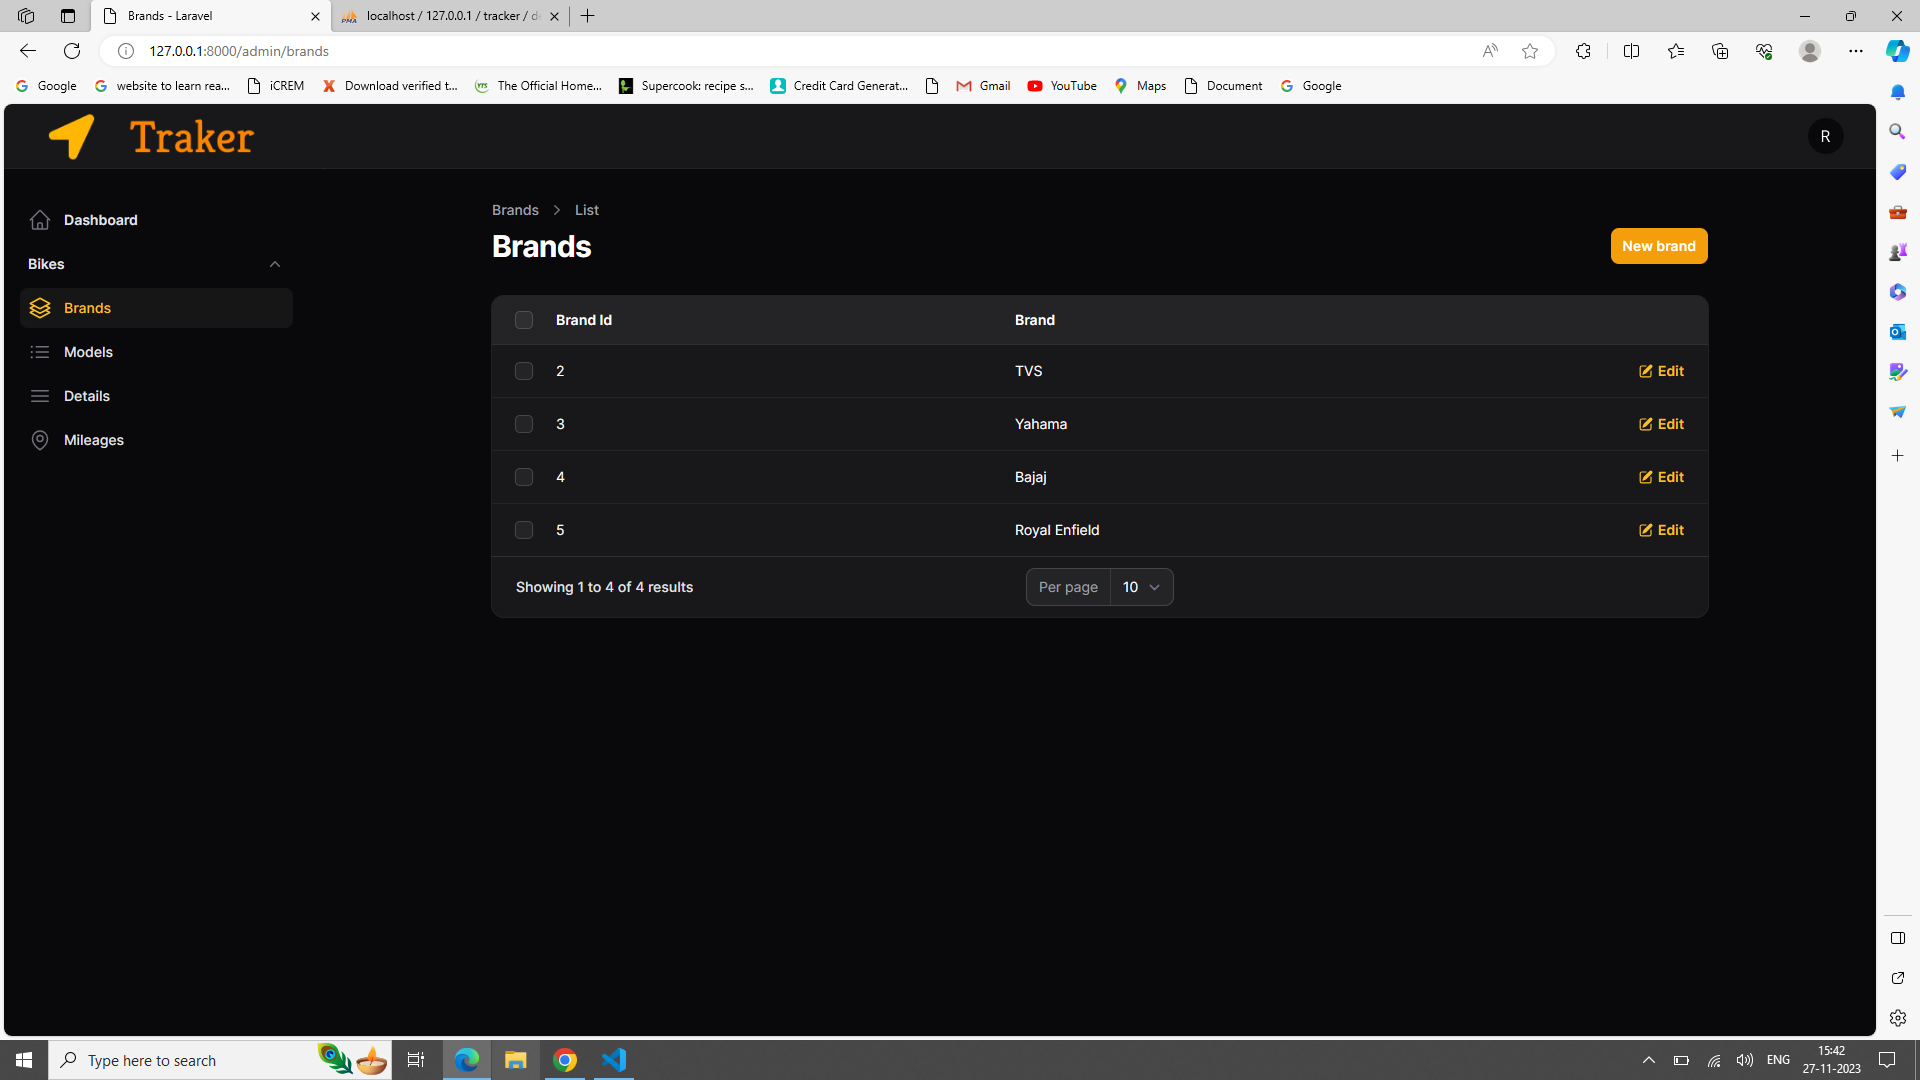 Brands - Laravel
localhost / 127.0.0.1 / tracker / d
127.0.0.1:8000/admin/brands
Google
website to learn rea...
iCREM
Download verified t...
The Official Home...
Supercook: recipe s...
Credit Card Generat...
Gmail
YouTube
Maps
Document
Google
Traker
R
Dashboard
Bikes
Brands
Models
Details
Mileages
Brands > List
Brands
New brand
Brand Id Brand
2 TVS Edit
3 Yahama Edit
4 Bajaj Edit
5 Royal Enfield Edit
Showing 1 to 4 of 4 results
Per page 10
Type here to search
ENG
15:42
27-11-2023